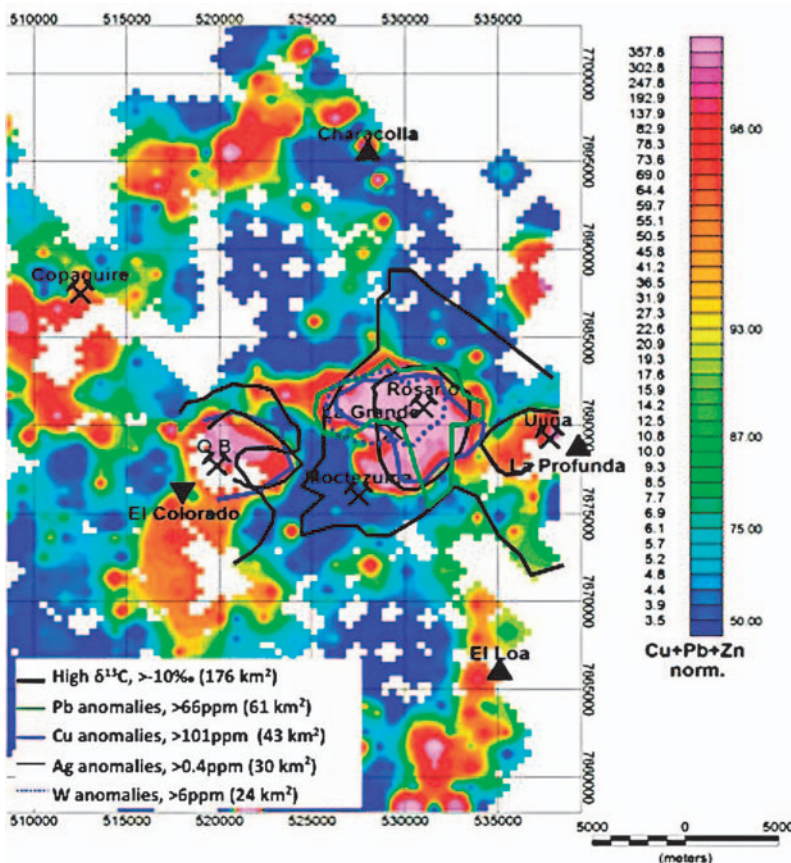 510000 515000 520000 525000 530000 535000
7700000
7695000
7690000
7685000
7680000
7675000
7670000
7665000
7660000
Characolla
Copaquire
Rosario
La Grande
Ujina
Q.B.
La Profunda
Moctezuma
El Colorado
El Loa
357.8
302.8
247.8
192.9
137.9
82.9
78.3
73.6
69.0
64.4
59.7
55.1
50.5
45.8
41.2
36.5
31.9
27.3
22.6
20.9
19.3
17.6
15.9
14.2
12.5
10.8
10.0
9.3
8.5
7.7
6.9
6.1
5.7
5.2
4.8
4.4
3.9
3.5
98.00
93.00
87.00
75.00
50.00
Cu+Pb+Zn
norm.
High δ¹³C, >-10‰ (176 km²)
Pb anomalies, >66ppm (61 km²)
Cu anomalies, >101ppm (43 km²)
Ag anomalies, >0.4ppm (30 km²)
W anomalies, >6ppm (24 km²)
510000 515000 520000 525000 530000 535000
5000 0 5000
(meters)